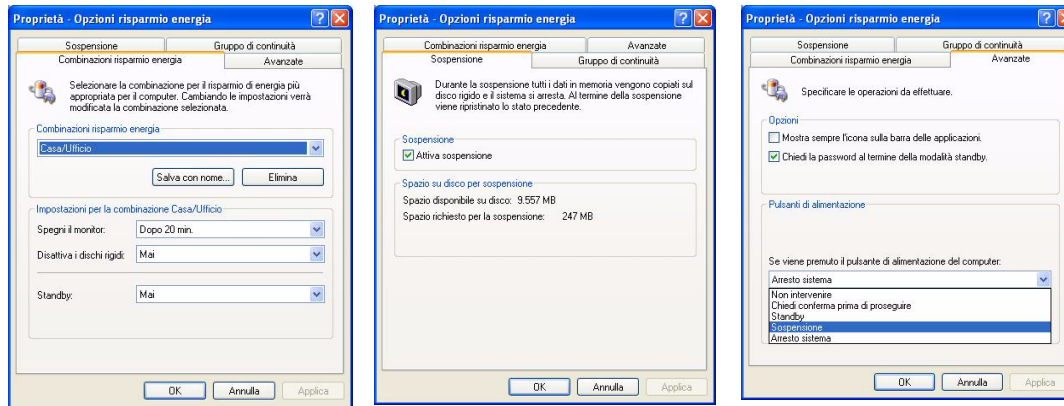 Proprietà - Opzioni risparmio energia
Sospensione
Gruppo di continuità
Combinazioni risparmio energia
Avanzate
Selezionare la combinazione per il risparmio di energia più
appropriata per il computer. Cambiando le impostazioni verrà
modificata la combinazione selezionata.
Combinazioni risparmio energia
Casa/Ufficio
Salva con nome...
Elimina
Impostazioni per la combinazione Casa/Ufficio
Spegni il monitor:
Dopo 20 min.
Disattiva i dischi rigidi:
Mai
Standby:
Mai
OK
Annulla
Applica
Proprietà - Opzioni risparmio energia
Combinazioni risparmio energia
Avanzate
Sospensione
Gruppo di continuità
Durante la sospensione tutti i dati in memoria vengono copiati sul
disco rigido e il sistema si arresta. Al termine della sospensione
viene ripristinato lo stato precedente.
Sospensione
Attiva sospensione
Spazio su disco per sospensione
Spazio disponibile su disco: 9.557 MB
Spazio richiesto per la sospensione: 247 MB
OK
Annulla
Applica
Proprietà - Opzioni risparmio energia
Sospensione
Gruppo di continuità
Combinazioni risparmio energia
Avanzate
Specificare le operazioni da effettuare.
Opzioni
Mostra sempre l'icona sulla barra delle applicazioni.
Chiedi la password al termine della modalità standby.
Pulsanti di alimentazione
Se viene premuto il pulsante di alimentazione del computer:
Arresto sistema
Non intervenire
Chiedi conferma prima di proseguire
Standby
Sospensione
Arresto sistema
OK
Annulla
Applica